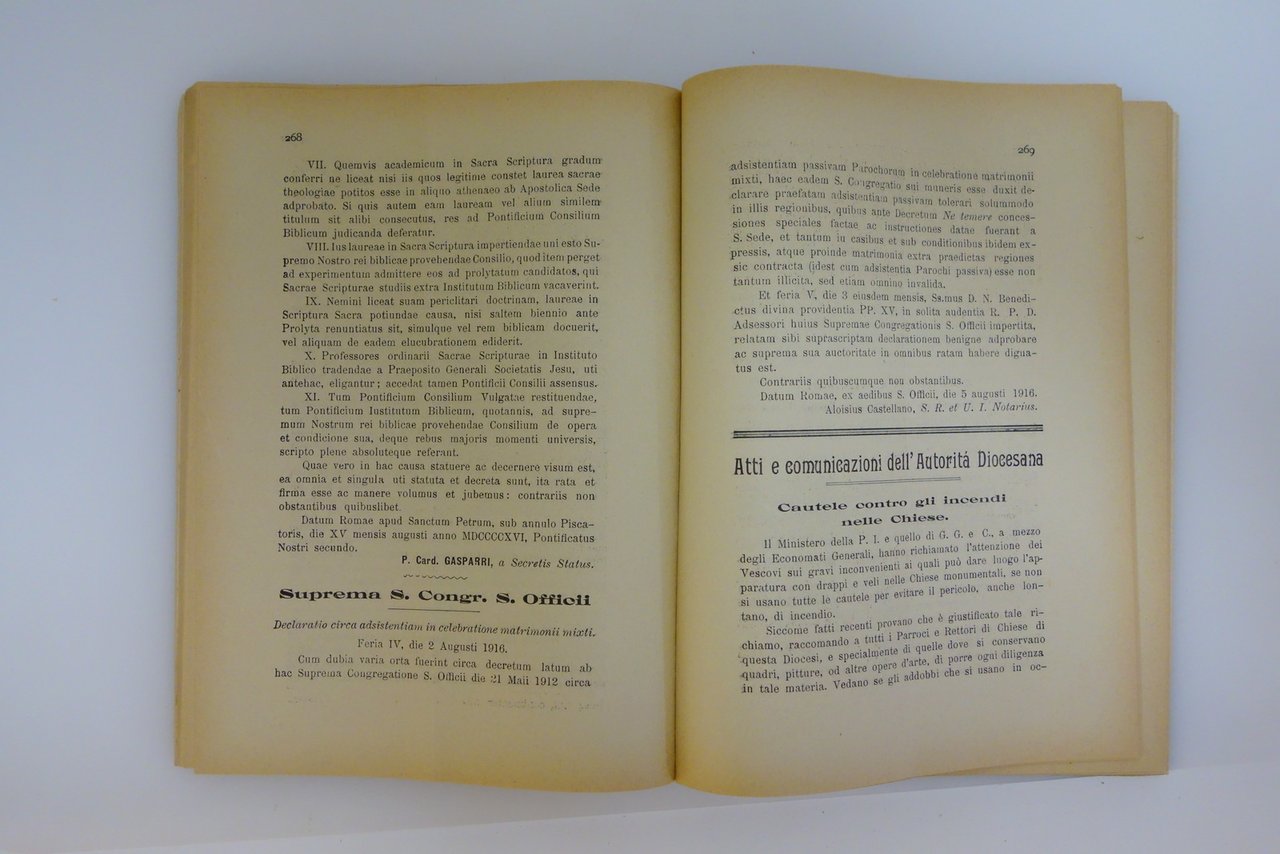 268
VII. Quemvis academicum in Sacra Scriptura gradum
conferri ne liceat nisi iis quos legitime constet laurea sacrae
theologiae potitos esse in aliquo athenaeo ab Apostolica Sede
adprobato. Si quis autem eam lauream vel alium similem
titulum sit alibi consecutus, res ad Pontificium Consilium
Biblicum judicanda deferatur.
VIII. Ius laureae in Sacra Scriptura impertiendae uni esto Su-
premo Nostro rei biblicae provehendae Consilio, quod item perget
ad experimentum admittere eos ad prolytatum candidatos, qui
Sacrae Scripturae studiis extra Institutum Biblicum vacaverint.
IX. Nemini liceat suam periclitari doctrinam, laureae in
Scriptura Sacra potiundae causa, nisi saltem biennio ante
Prolyta renuntiatus sit, simulque vel rem biblicam docuerit,
vel aliquam de eadem elucubrationem ediderit.
X. Professores ordinarii Sacrae Scripturae in Instituto
Biblico tradendae a Praeposito Generali Societatis Jesu, uti
antehac, eligantur; accedat tamen Pontificii Consilii assensus.
XI. Tum Pontificium Consilium Vulgatae restituendae,
tum Pontificium Institutum Biblicum, quotannis, ad supre-
mum Nostrum rei biblicae provehendae Consilium de opera
et condicione sua, deque rebus majoris momenti universis,
scripto plene absoluteque referant.
Quae vero in hac causa statuere ac decernere visum est,
ea omnia et singula uti statuta et decreta sunt, ita rata et
firma esse ac manere volumus et jubemus: contrariis non
obstantibus quibuslibet.
Datum Romae apud Sanctum Petrum, sub annulo Pisca-
toris, die XV mensis augusti anno MDCCCCXVI, Pontificatus
Nostri secundo.
P. Card. GASPARRI, a Secretis Status.
Suprema S. Congr. S. Officii
Declaratio circa adsistentiam in celebratione matrimonii mixti.
Feria IV, die 2 Augusti 1916.
Cum dubia varia orta fuerint circa decretum latum ab
hac Suprema Congregatione S. Officii die 21 Maii 1912 circa
269
adsistentiam passivam Parochorum in celebratione matrimonii
mixti, haec eadem S. Congregatio sui muneris esse duxit de-
clarare praefatam adsistentiam passivam tolerari solummodo
in illis regionibus, quibus ante Decretum Ne temere conces-
siones speciales factae ac instructiones datae fuerant a
S. Sede, et tantum in casibus et sub conditionibus ibidem ex-
pressis, atque proinde matrimonia extra praedictas regiones
sic contracta (idest cum adsistentia Parochi passiva) esse non
tantum illicita, sed etiam omnino invalida.
Et feria V, die 3 eiusdem mensis, Ss.mus D. N. Benedi-
ctus divina providentia PP. XV, in solita audentia R. P. D.
Adsessori huius Supremae Congregationis S. Officii impertita,
relatam sibi suprascriptam declarationem benigne adprobare
ac suprema sua auctoritate in omnibus ratam habere digna-
tus est.
Contrariis quibuscumque non obstantibus.
Datum Romae, ex aedibus S. Officii, die 5 augusti 1916.
Aloisius Castellano, S. R. et U. I. Notarius.
Atti e comunicazioni dell'Autoritá Diocesana
Cautele contro gli incendi
nelle Chiese.
Il Ministero della P. I. e quello di G. G. e C., a mezzo
degli Economati Generali, hanno richiamato l'attenzione dei
Vescovi sui gravi inconvenienti ai quali può dare luogo l'ap-
paratura con drappi e veli nelle Chiese monumentali, se non
si usano tutte le cautele per evitare il pericolo, anche lon-
tano, di incendio.
Siccome fatti recenti provano che è giustificato tale ri-
chiamo, raccomando a tutti i Parroci e Rettori di Chiese di
questa Diocesi, e specialmente di quelle dove si conservano
quadri, pitture, od altre opere d'arte, di porre ogni diligenza
in tale materia. Vedano se gli addobbi che si usano in oc-